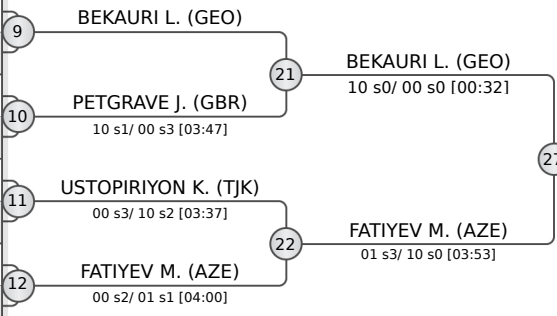 BEKAURI L. (GEO)
9
21
BEKAURI L. (GEO)
10 s0/ 00 s0 [00:32]
PETGRAVE J. (GBR)
10
10 s1/ 00 s3 [03:47]
27
USTOPIRIYON K. (TJK)
11
00 s3/ 10 s2 [03:37]
22
FATIYEV M. (AZE)
01 s3/ 10 s0 [03:53]
FATIYEV M. (AZE)
12
00 s2/ 01 s1 [04:00]